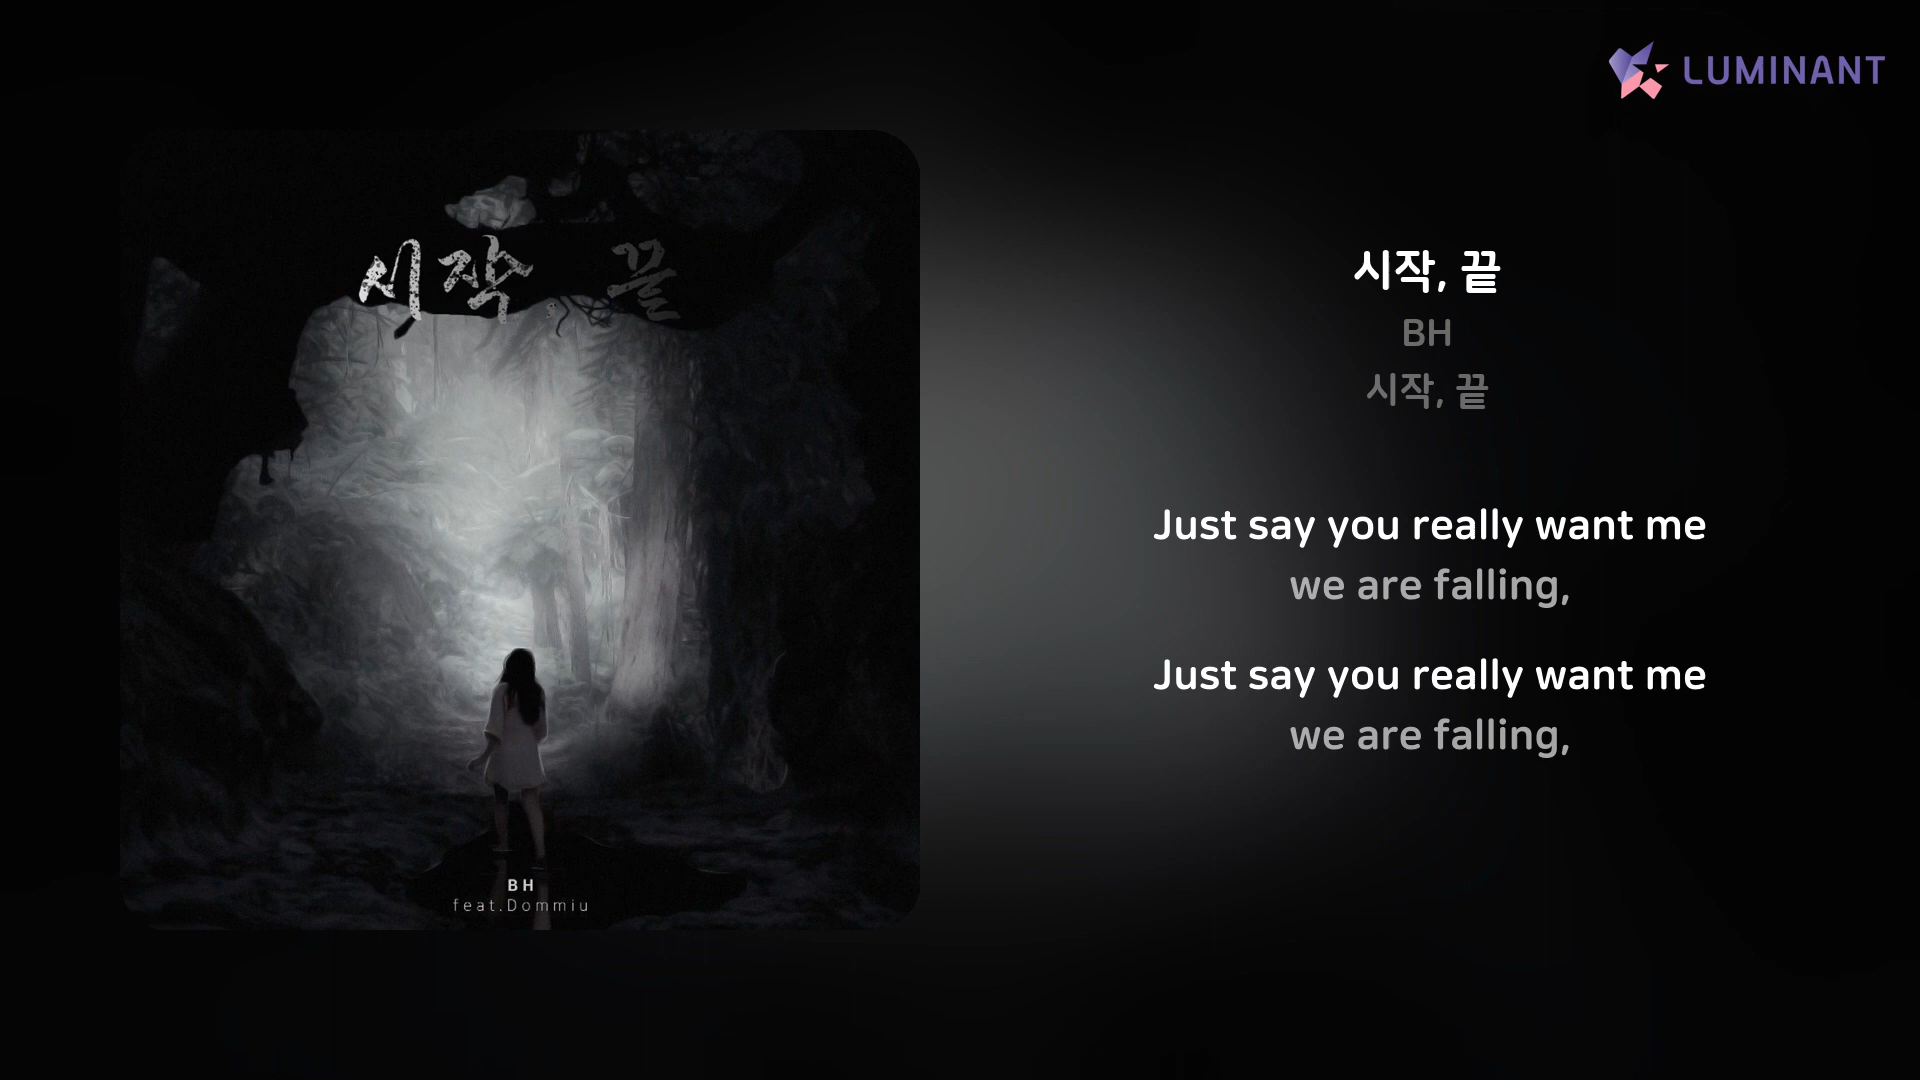 LUMINANT
시작, 끝
BH
feat.Dommiu
시작, 끝
BH
시작, 끝
Just say you really want me
we are falling,
Just say you really want me
we are falling,